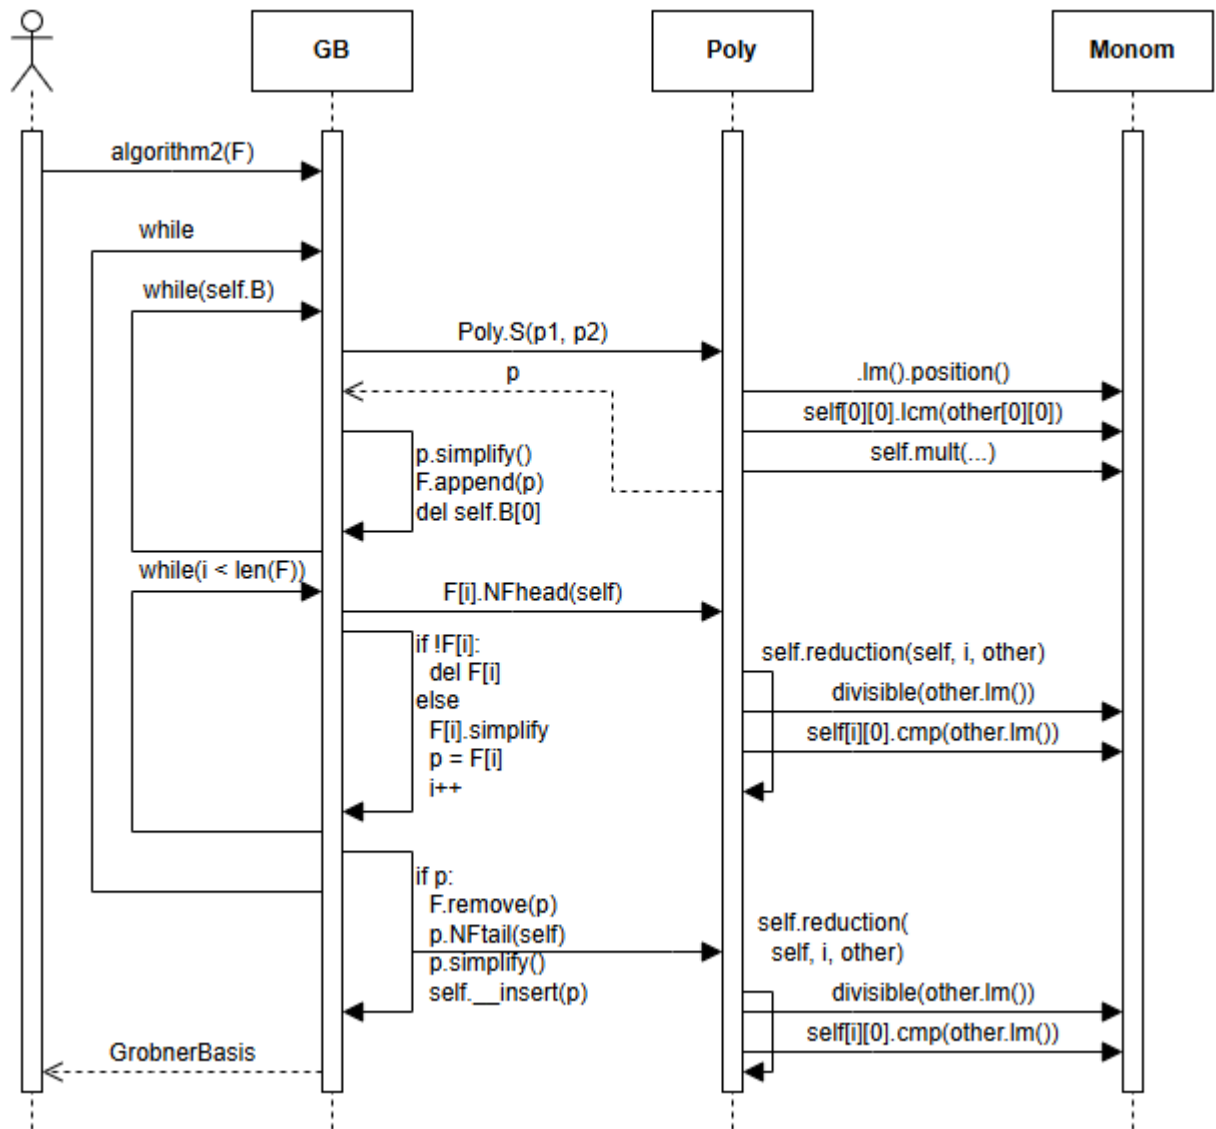 GB
Poly
Monom
algorithm2(F)
while
while(self.B)
Poly.S(p1, p2)
p
.lm().position()
self[0][0].lcm(other[0][0])
self.mult(...)
p.simplify()
F.append(p)
del self.B[0]
while(i < len(F))
F[i].NFhead(self)
if !F[i]:
del F[i]
else
F[i].simplify
p = F[i]
i++
self.reduction(self, i, other)
divisible(other.lm())
self[i][0].cmp(other.lm())
if p:
F.remove(p)
p.NFtail(self)
p.simplify()
self.__insert(p)
self.reduction(
self, i, other)
divisible(other.lm())
self[i][0].cmp(other.lm())
GrobnerBasis